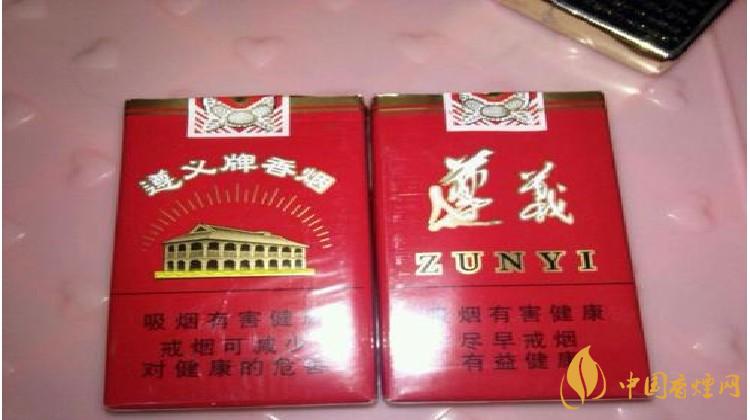 遵义牌香烟
吸烟有害健康
戒烟可减少
对健康的危害
遵義
ZUNYI
吸烟有害健康
尽早戒烟
有益健康
中国香烟网